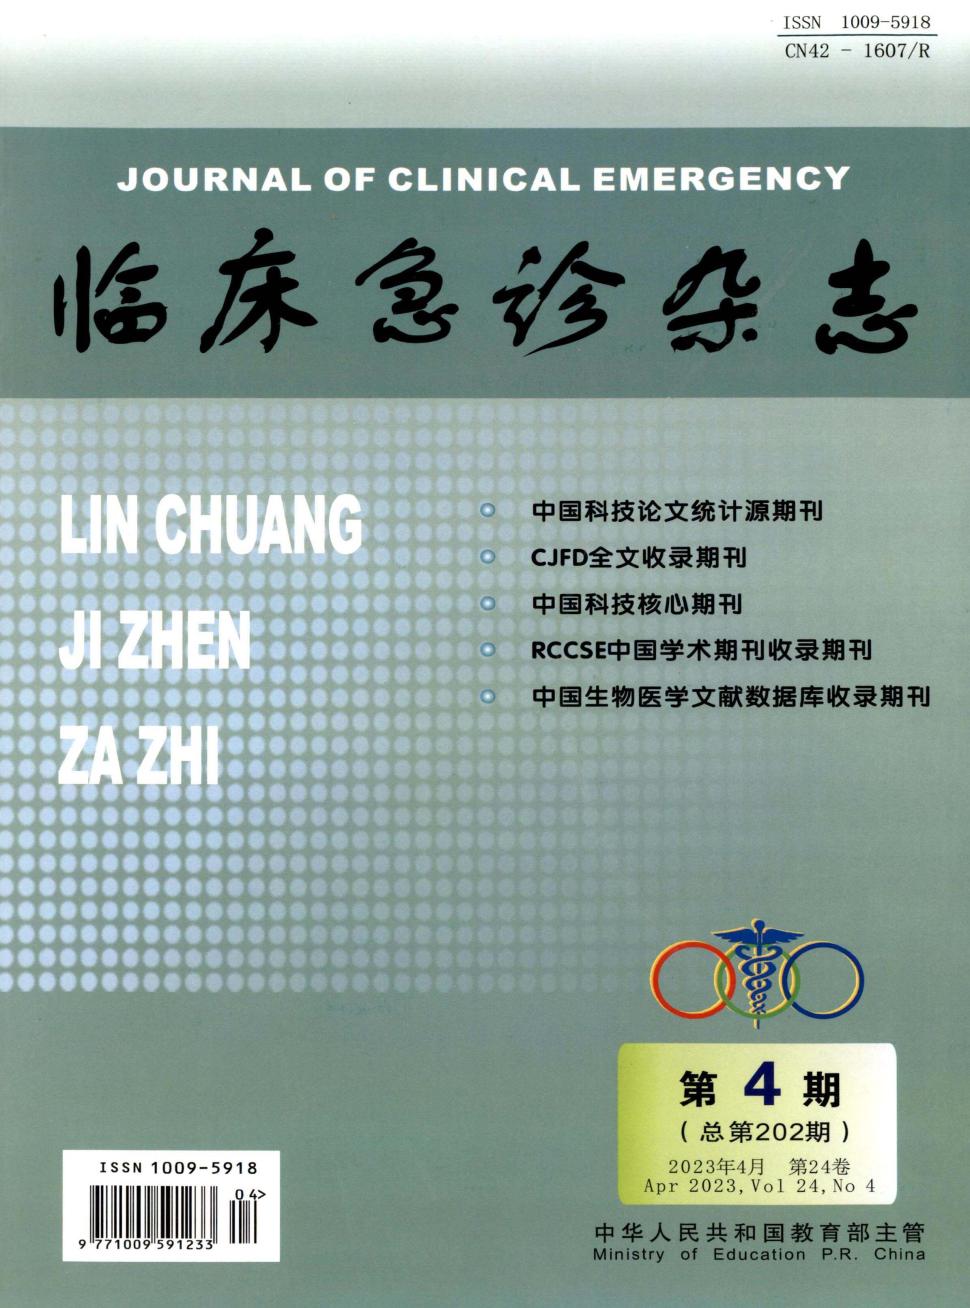 ISSN 1009-5918
CN42 - 1607/R
JOURNAL OF CLINICAL EMERGENCY
临床急诊杂志
LIN CHUANG
JI ZHEN
ZA ZHI
中国科技论文统计源期刊
CJFD全文收录期刊
中国科技核心期刊
RCCSE中国学术期刊收录期刊
中国生物医学文献数据库收录期刊
第 4 期
(总第202期)
2023年4月 第24卷
Apr 2023,Vol 24,No 4
ISSN 1009-5918
04>
9 771009 591233
中华人民共和国教育部主管
Ministry of Education P.R. China